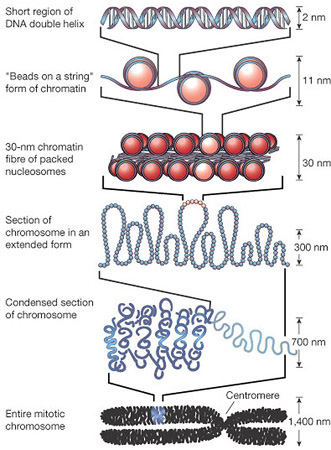 Short region of
DNA double helix
2 nm
"Beads on a string"
form of chromatin
11 nm
30-nm chromatin
fibre of packed
nucleosomes
30 nm
Section of
chromosome in an
extended form
300 nm
Condensed section
of chromosome
700 nm
Centromere
Entire mitotic
chromosome
1,400 nm